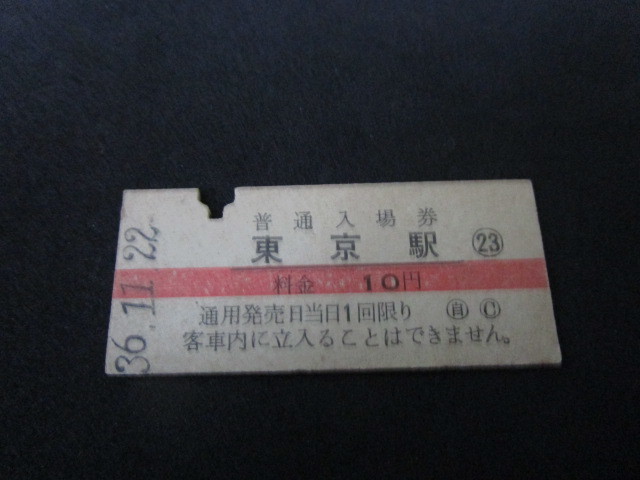 普通入場券
東京駅 ㉓
料金 10円
通用発売日当日1回限り ㊀自 Ⓒ
客車内に立入ることはできません。
36.11.22